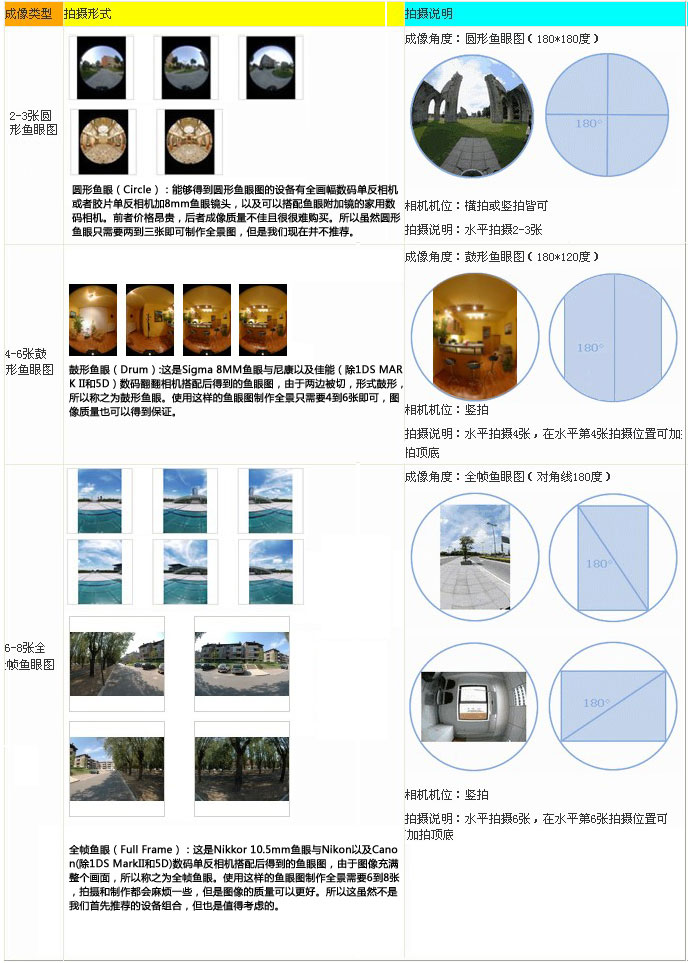 成像类型 拍摄形式 拍摄说明
2-3张圆
形鱼眼图
圆形鱼眼（Circle）：能够得到圆形鱼眼图的设备有全画幅数码单反相机
或者胶片单反相机加8mm鱼眼镜头，以及可以搭配鱼眼附加镜的家用数
码相机。前者价格昂贵，后者成像质量不佳且很很难购买。所以虽然圆形
鱼眼图只需要两到三张即可制作全景图，但是我们现在并不推荐。
成像角度：圆形鱼眼图（180*180度）
180°
相机机位：横拍或竖拍皆可
拍摄说明：水平拍摄2-3张
4-6张鼓
形鱼眼图
鼓形鱼眼（Drum）:这是Sigma 8MM鱼眼与尼康以及佳能（除1DS MAR
K II和5D）数码翻翻相机搭配后得到的鱼眼图，由于两边被切，形式鼓形，
所以称之为鼓形鱼眼。使用这样的鱼眼图制作全景只需要4到6张即可，图
像质量也可以得到保证。
成像角度：鼓形鱼眼图（180*120度）
180°
相机机位：竖拍
拍摄说明：水平拍摄4张，在水平第4张拍摄位置可加
拍顶底
6-8张全
帧鱼眼图
全帧鱼眼（Full Frame）：这是Nikkor 10.5mm鱼眼与Nikon以及Cano
n(除1DS MarkII和5D)数码单反相机搭配后得到的鱼眼图，由于图像充满
整个画面，所以称之为全帧鱼眼。使用这样的鱼眼图制作全景需要6到8张
，拍摄和制作都会麻烦一些，但是图像的质量可以更好。所以这虽然不是
我们首先推荐的设备组合，但也是值得考虑的。
成像角度：全帧鱼眼图（对角线180度）
180°
180°
相机机位：竖拍
拍摄说明：水平拍摄6张，在水平第6张拍摄位置可
加拍顶底